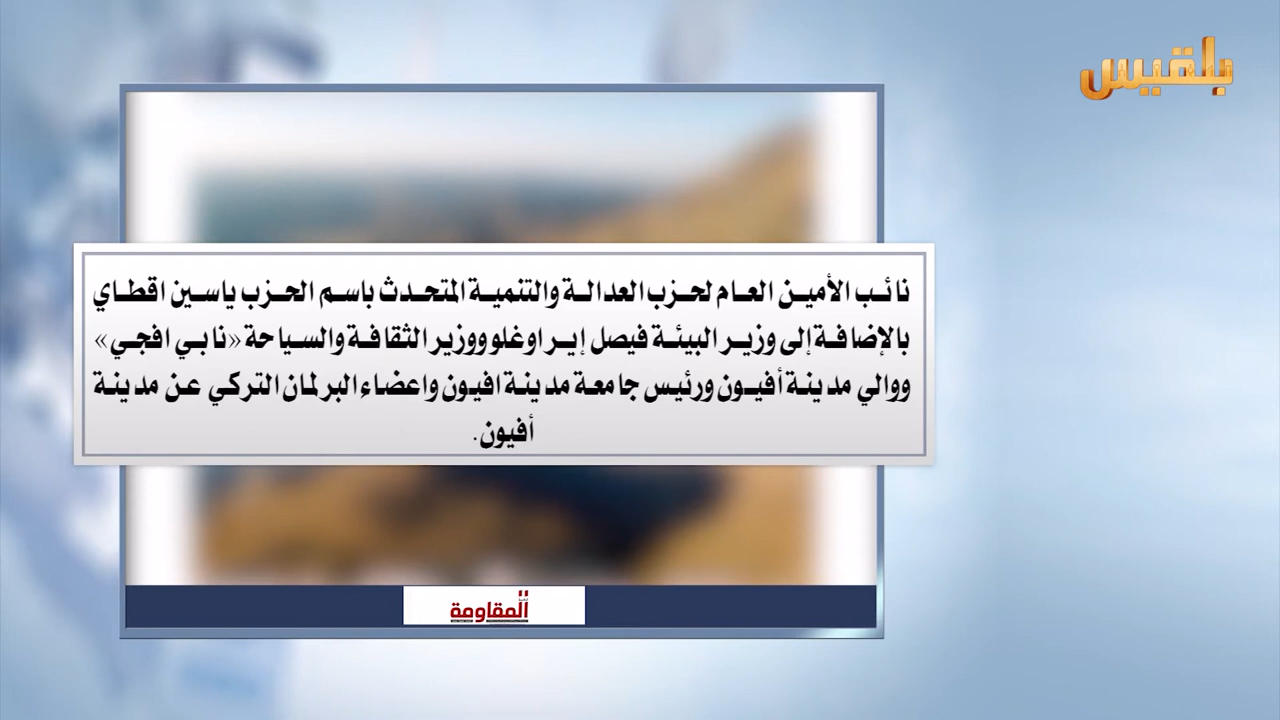 بلقيس
نائب الأمين العام لحزب العدالة والتنمية المتحدث باسم الحزب ياسين اقطاي
بالإضافة إلى وزير البيئة فيصل إيراوغلو ووزير الثقافة والسياحة «نابي افجي»
ووالي مدينة أفيون ورئيس جامعة مدينة افيون واعضاء البرلمان التركي عن مدينة
أفيون.
المقاومة